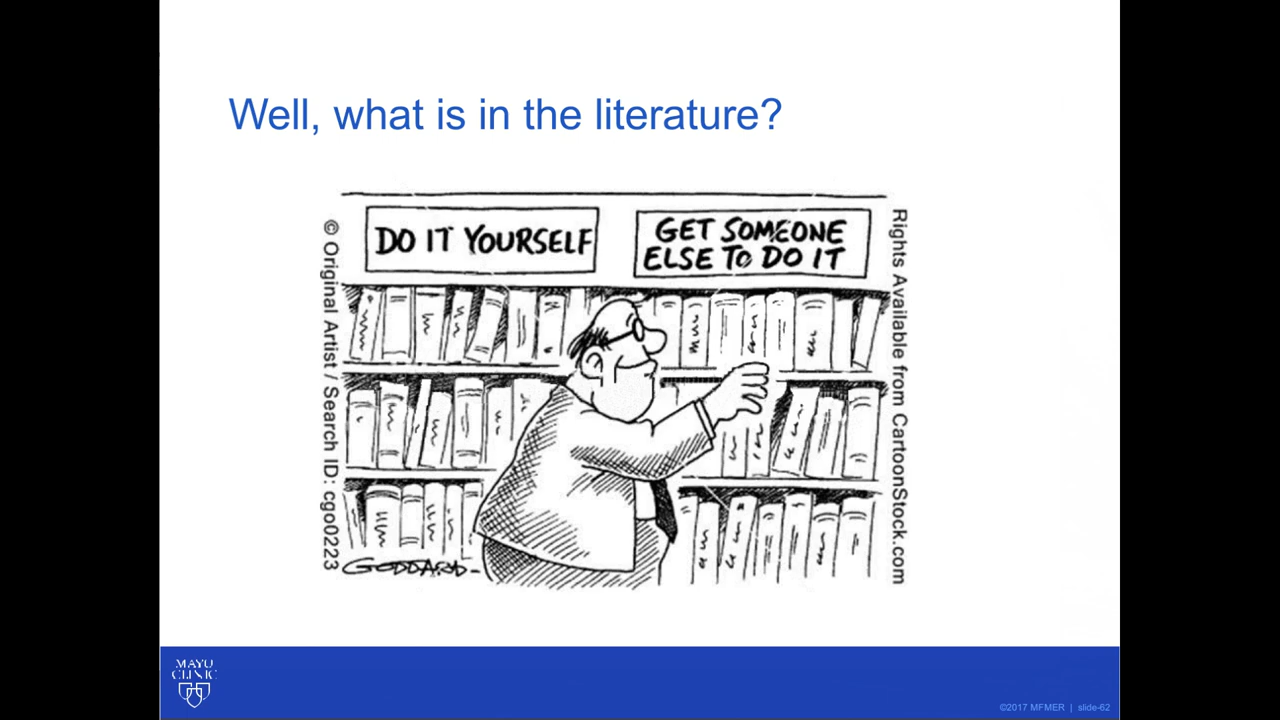 Well, what is in the literature?
DO IT YOURSELF
GET SOMEONE
ELSE TO DO IT
© Original Artist / Search ID: cgo0223
Rights Available from CartoonStock.com
GODDARD
MAYO
CLINIC
©2017 MFMER | slide-62